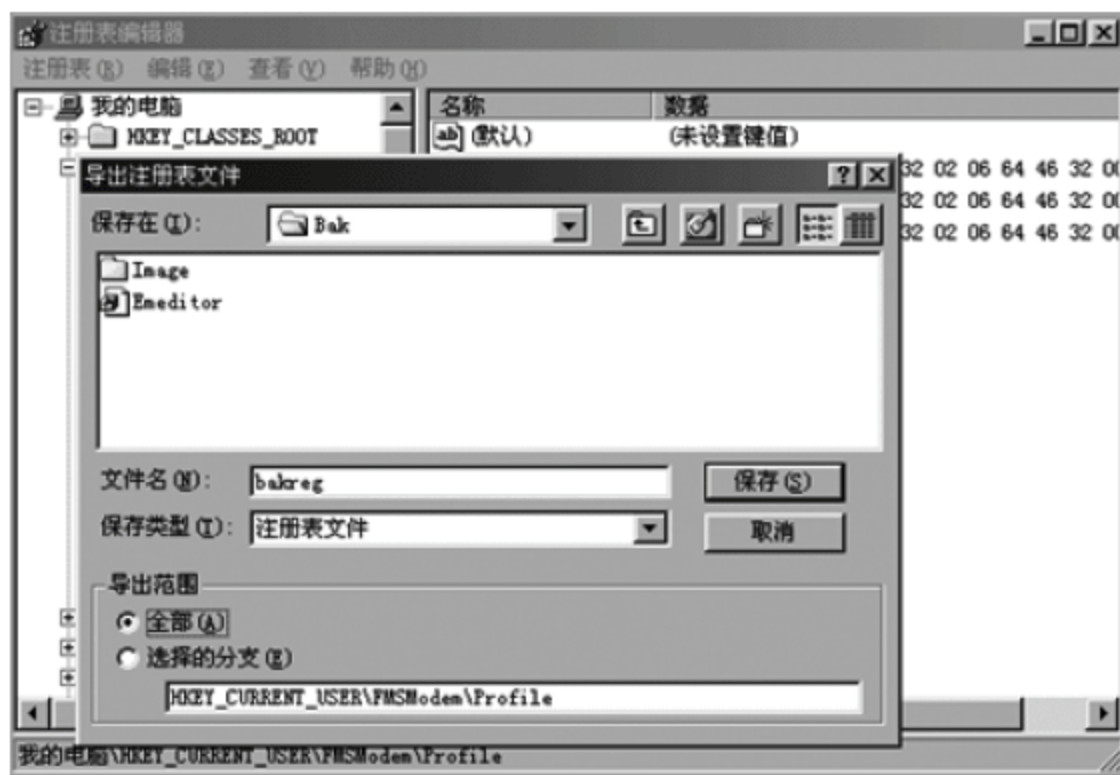 注册表编辑器
注册表(R) 编辑(E) 查看(V) 帮助(H)
我的电脑
HKEY_CLASSES_ROOT
名称 数据
(默认) (未设置键值)
32 02 06 64 46 32
32 02 06 64 46 32
32 02 06 64 46 32
导出注册表文件
保存在(I): Bak
Image
Emeditor
文件名(N): bakreg
保存(S)
保存类型(T): 注册表文件
取消
导出范围
全部(A)
选择的分支(E)
HKEY_CURRENT_USER\FMSModem\Profile
我的电脑\HKEY_CURRENT_USER\FMSModem\Profile